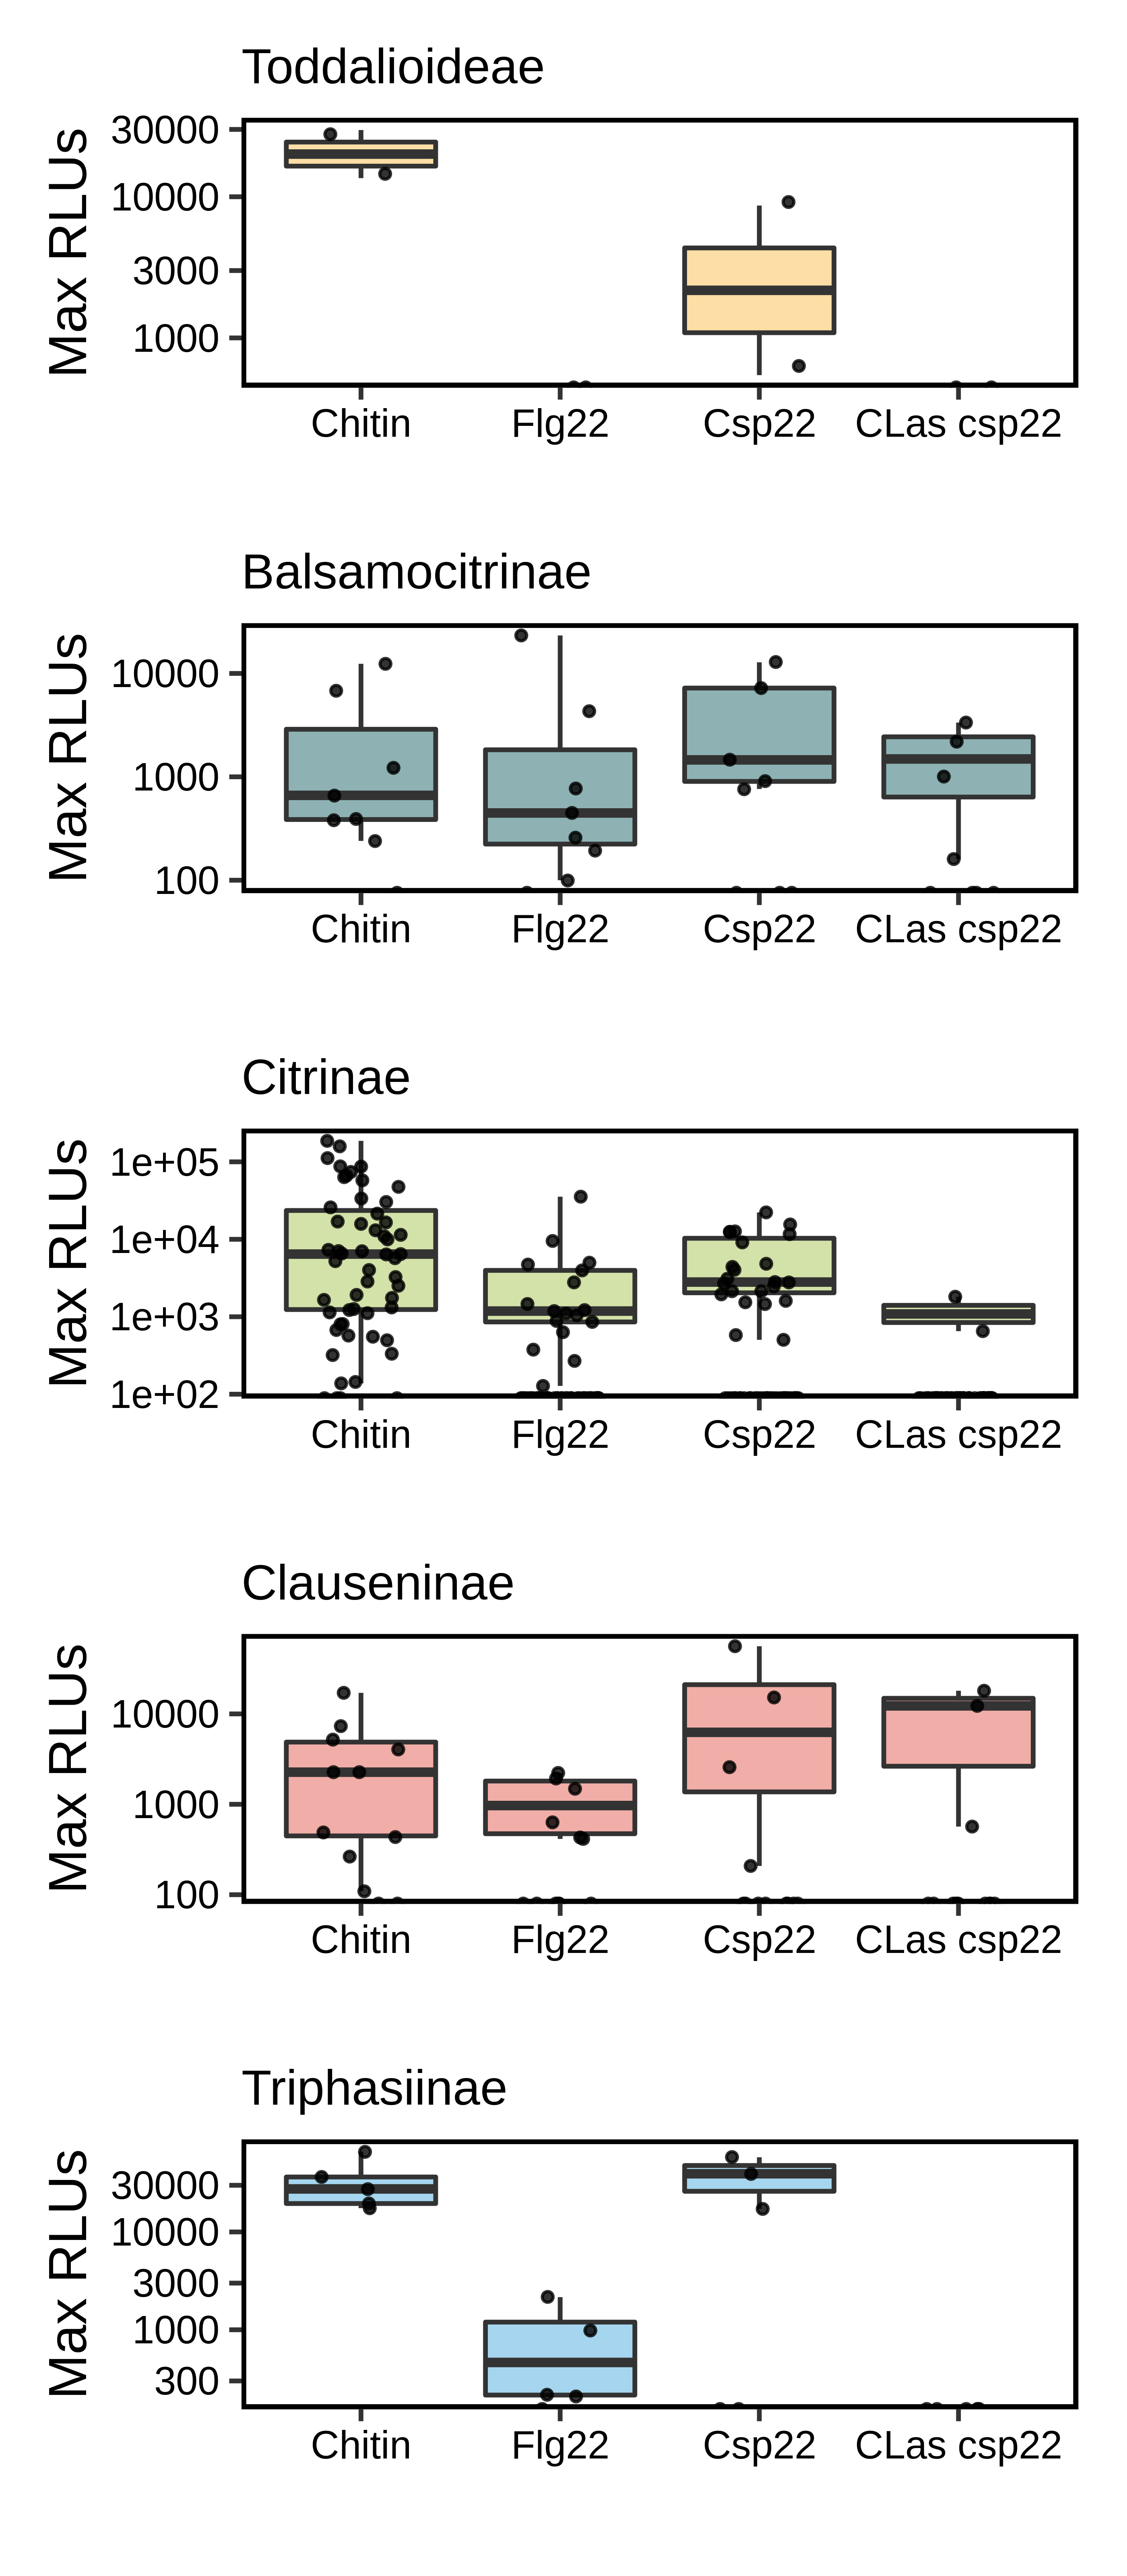 Toddalioideae
Max RLUs
30000
10000
3000
1000
Chitin Flg22 Csp22 CLas csp22
Balsamocitrinae
Max RLUs
10000
1000
100
Chitin Flg22 Csp22 CLas csp22
Citrinae
Max RLUs
1e+05
1e+04
1e+03
1e+02
Chitin Flg22 Csp22 CLas csp22
Clauseninae
Max RLUs
10000
1000
100
Chitin Flg22 Csp22 CLas csp22
Triphasiinae
Max RLUs
30000
10000
3000
1000
300
Chitin Flg22 Csp22 CLas csp22